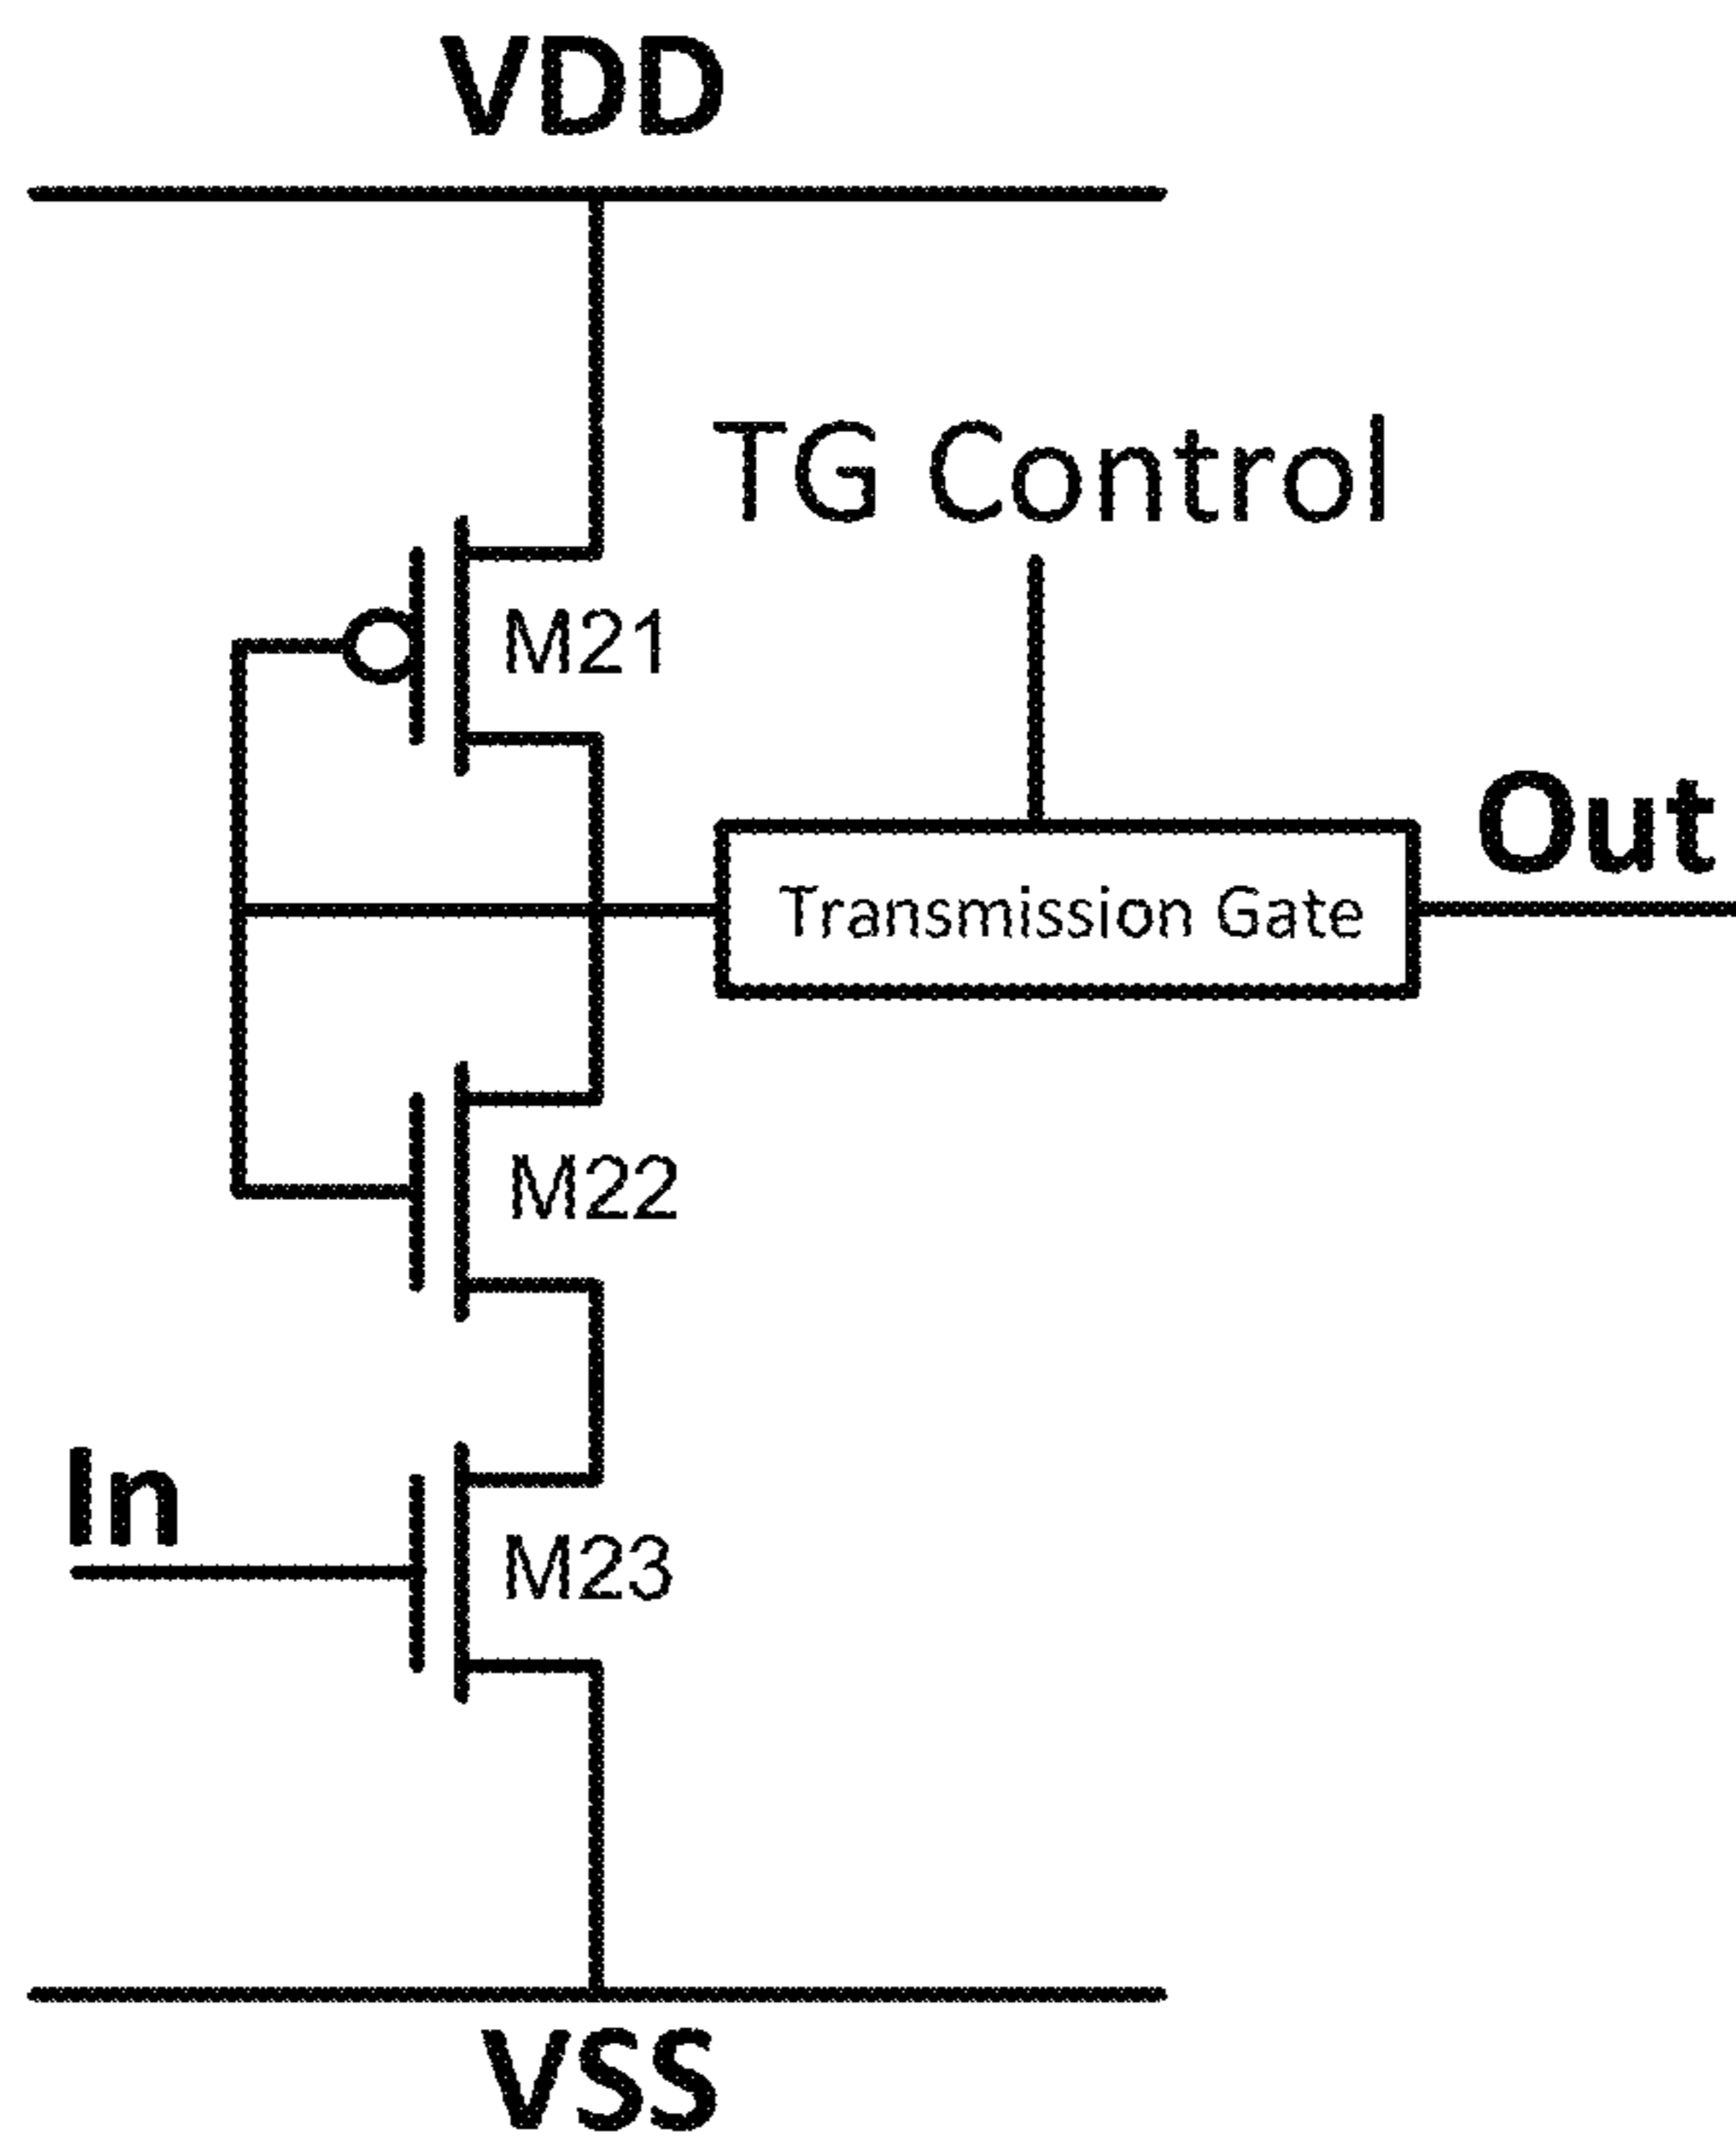 VDD
TG Control
M21
Out
Transmission Gate
M22
In
M23
VSS